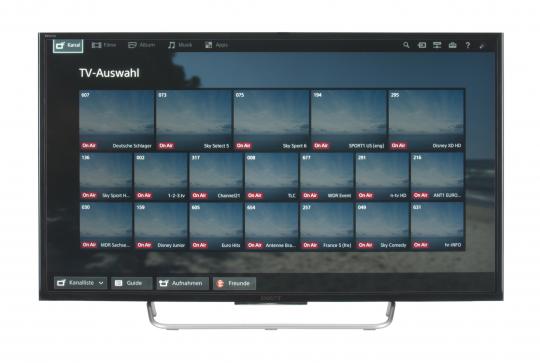 Kanal Filme Album Musik Apps ?
TV-Auswahl
007 073 075 194 295
On Air Deutsche Schlager On Air Sky Select 5 On Air Sky Sport 6 On Air SPORT1 US (eng) On Air Disney XD HD
136 002 317 008 677 291 216
On Air Sky Sport H... On Air 1-2-3.tv On Air Channel21 On Air TLC On Air WDR Event On Air n-tv HD On Air ANT1 EURO...
030 159 605 654 257 049 631
On Air MDR Sachse... On Air Disney Junior On Air Euro Hits On Air Antenne Bra... On Air France 5 (fre) On Air Sky Comedy On Air hr-iNFO
Kanalliste Guide Aufnahmen Freunde
SONY